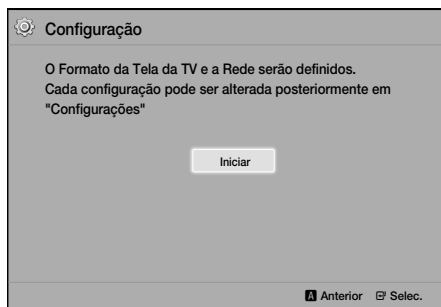 Configuração
O Formato da Tela da TV e a Rede serão definidos.
Cada configuração pode ser alterada posteriormente em
"Configurações"
Iniciar
A Anterior Selec.